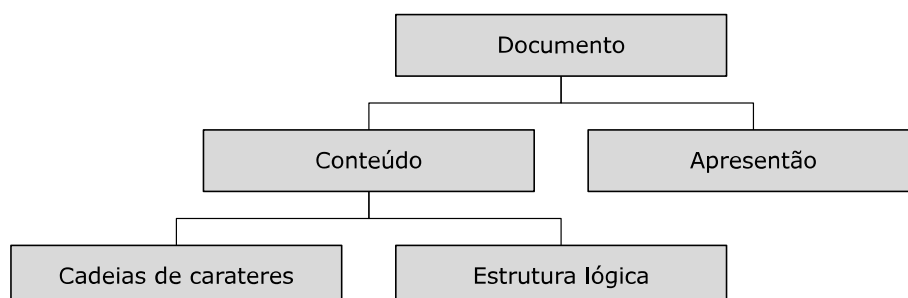 Documento
Conteúdo
Apresentão
Cadeias de carateres
Estrutura lógica